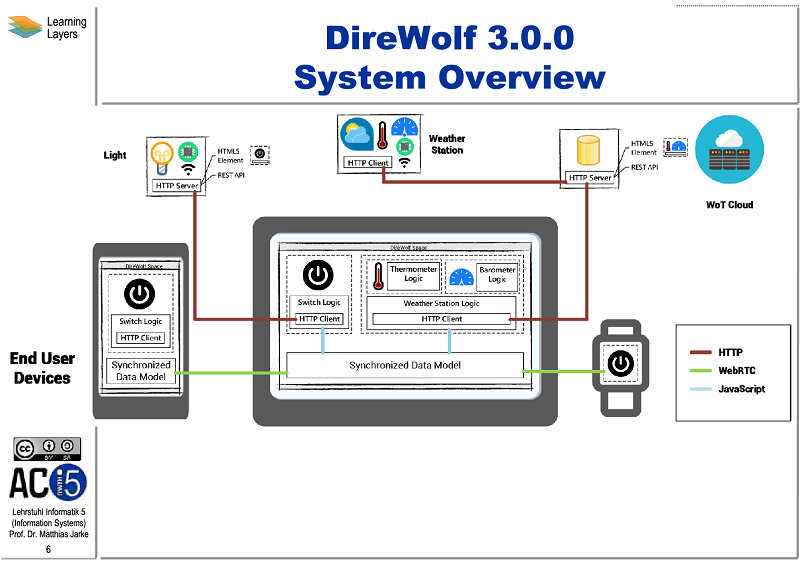 Learning
Layers
DireWolf 3.0.0
System Overview
Light
HTML5
Element
REST API
HTTP Server
HTTP Client
Weather
Station
HTML5
Element
REST API
HTTP Server
WoT Cloud
DireWolf Space
Switch Logic
HTTP Client
Synchronized
Data Model
DireWolf Space
Switch Logic
HTTP Client
Thermometer
Logic
Barometer
Logic
Weather Station Logic
HTTP Client
Synchronized Data Model
End User
Devices
HTTP
WebRTC
JavaScript
CC
BY SA
ACIS
RWTH
i5
Lehrstuhl Informatik 5
(Information Systems)
Prof. Dr. Matthias Jarke
6